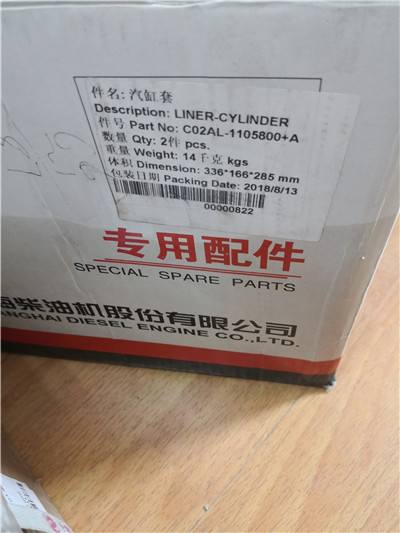 件名: 汽缸套
Description: LINER-CYLINDER
件号 Part No: C02AL-1105800+A
数量 Qty: 2件 pcs.
重量 Weight: 14千克 kgs
体积 Dimension: 336*166*285 mm
包装日期 Packing Date: 2018/8/13
00000822
专用配件
SPECIAL SPARE PARTS
海柴油机股份有限公司
ANGHAI DIESEL ENGINE CO.,LTD.